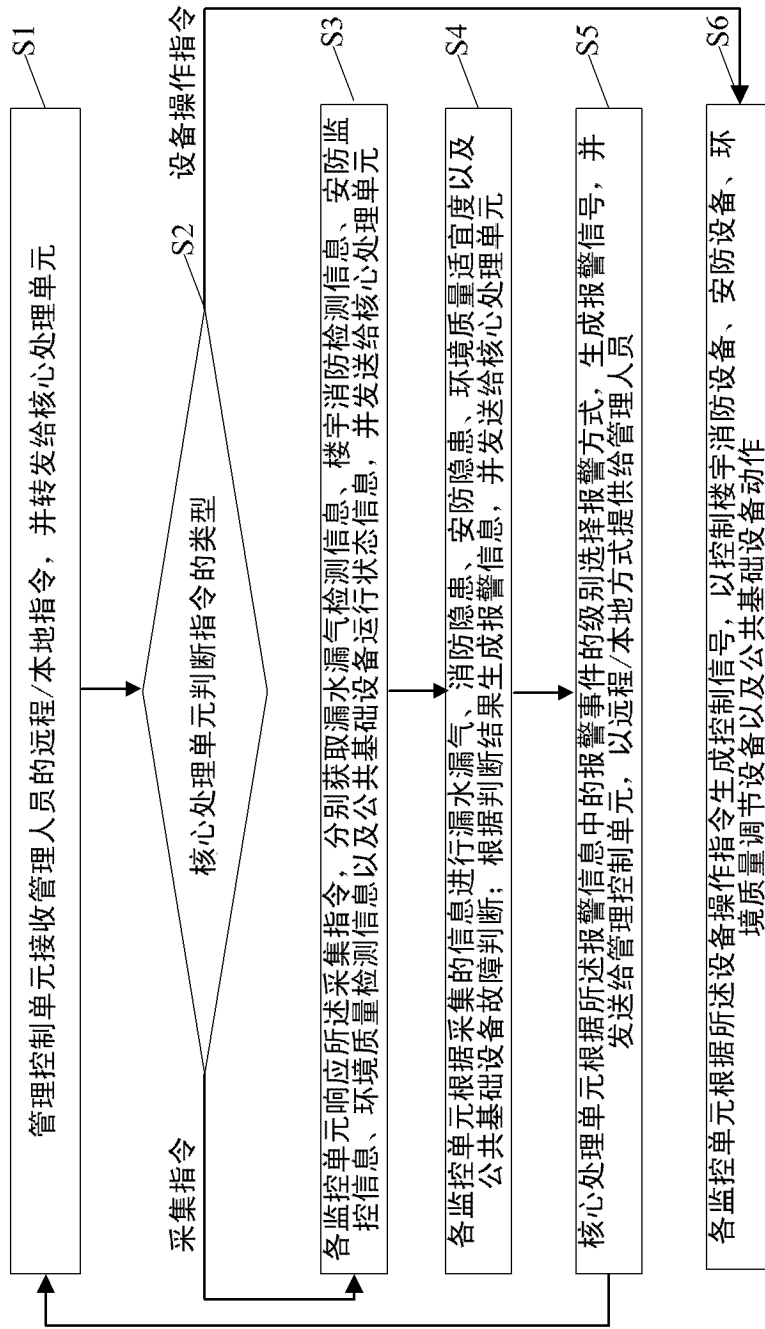 S1
管理控制单元接收管理人员的远程/本地指令，并转发给核心处理单元
S2
核心处理单元判断指令的类型
采集指令
设备操作指令
S3
各监控单元响应所述采集指令，分别获取漏水漏气检测信息、楼宇消防检测信息、安防监
控信息、环境质量检测信息以及公共基础设备运行状态信息，并发送给核心处理单元
S4
各监控单元根据采集的信息进行漏水漏气、消防隐患、安防隐患、环境质量适宜度以及
公共基础设备故障判断；根据判断结果生成报警信息，并发送给核心处理单元
S5
核心处理单元根据所述报警信息中的报警事件的级别选择报警方式，生成报警信号，并
发送给管理控制单元，以远程/本地方式提供给管理人员
S6
各监控单元根据所述设备操作指令生成控制信号，以控制楼宇消防设备、安防设备、环
境质量调节设备以及公共基础设备动作